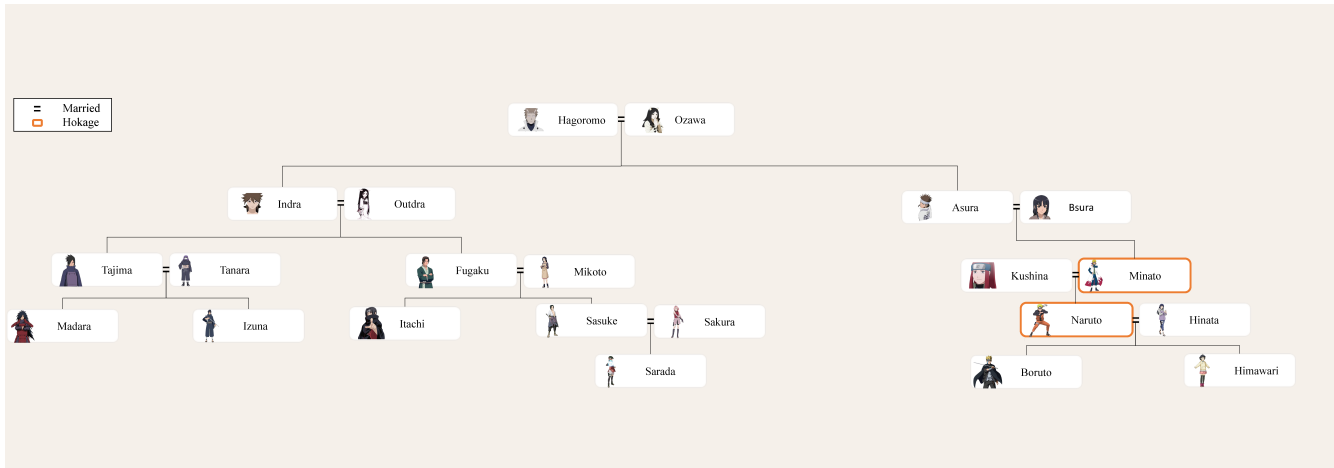 = Married
Hokage
Hagoromo = Ozawa
Indra = Outdra
Asura = Bsura
Tajima = Tanara
Fugaku = Mikoto
Kushina = Minato
Madara
Izuna
Itachi
Sasuke = Sakura
Naruto = Hinata
Sarada
Boruto
Himawari